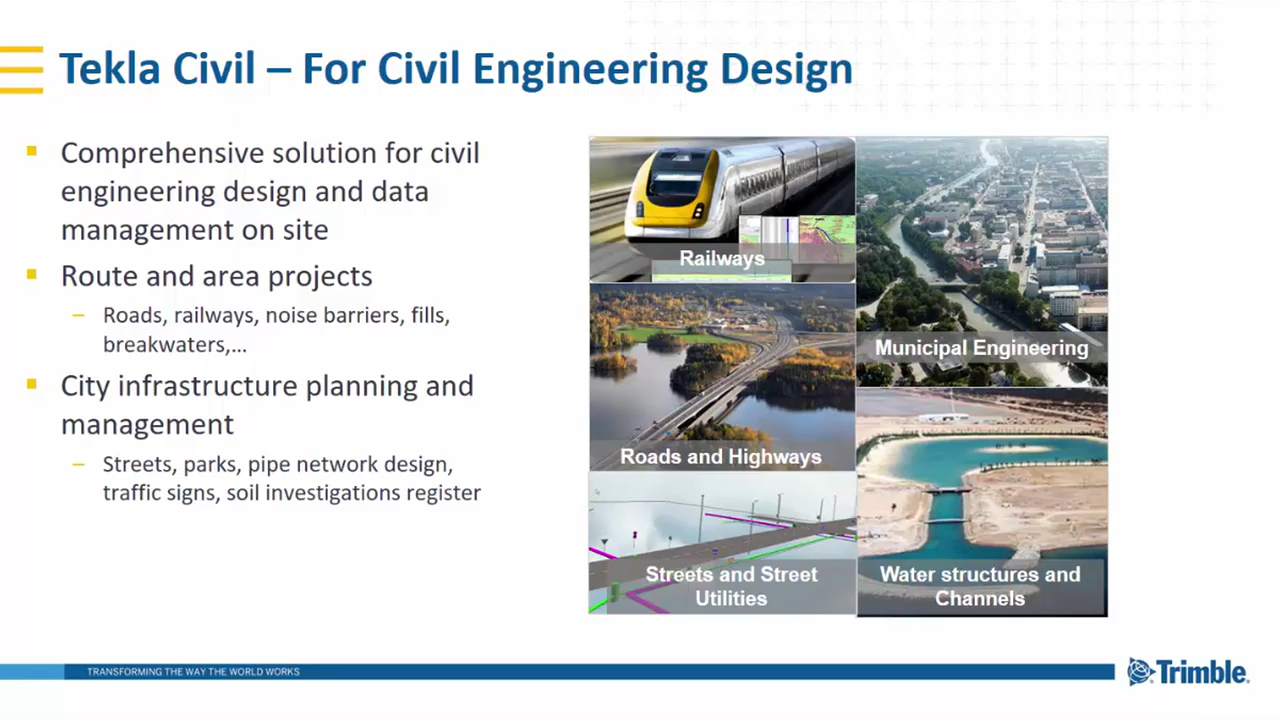 Tekla Civil – For Civil Engineering Design
▪ Comprehensive solution for civil
engineering design and data
management on site
▪ Route and area projects
– Roads, railways, noise barriers, fills,
breakwaters,...
▪ City infrastructure planning and
management
– Streets, parks, pipe network design,
traffic signs, soil investigations register
Railways
Municipal Engineering
Roads and Highways
Streets and Street
Utilities
Water structures and
Channels
TRANSFORMING THE WAY THE WORLD WORKS
Trimble®